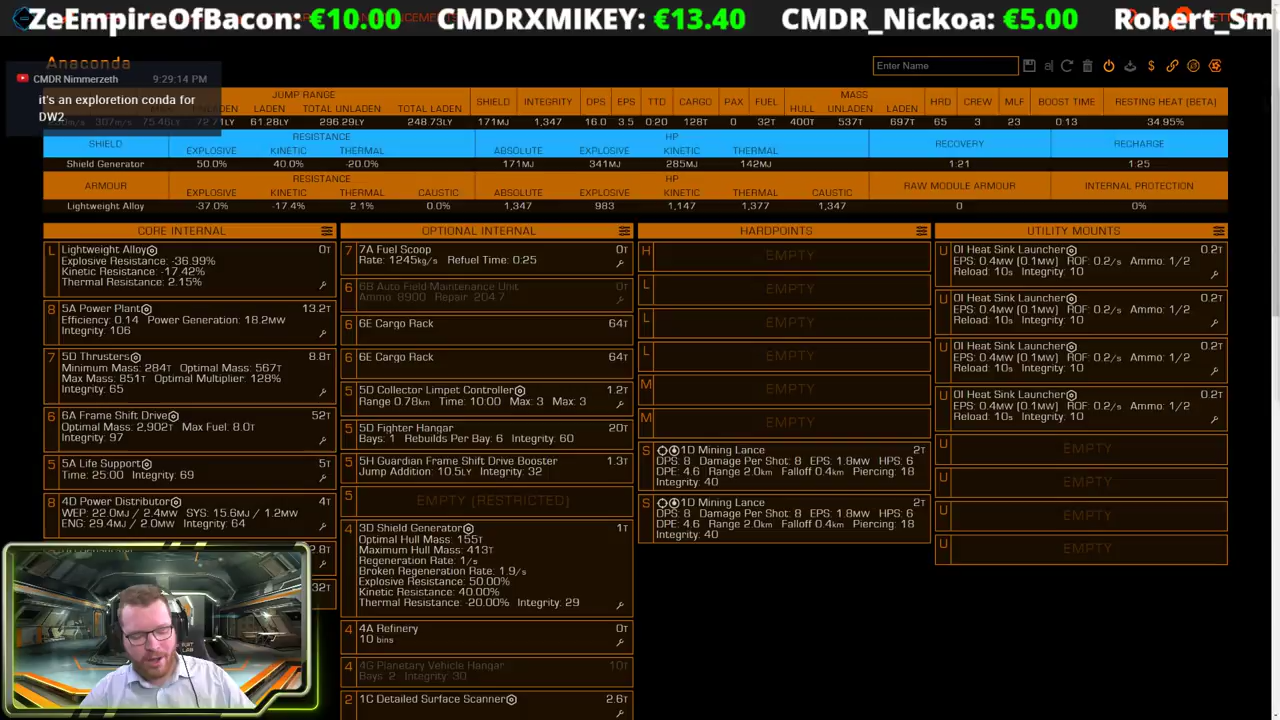 ZeEmpireOfBacon: €10.00 CMDRXMIKEY: €13.40 CMDR_Nickoa: €5.00 Robert_Sm
Anaconda
Enter Name
CMDR Nimmerzeth 9:29:14 PM
it's an exploretion conda for
DW2
JUMP RANGE MASS
LADEN TOTAL UNLADEN TOTAL LADEN SHIELD INTEGRITY DPS EPS TTD CARGO PAX FUEL HULL UNLADEN LADEN HRD CREW MLF BOOST TIME RESTING HEAT (BETA)
307m/s 75.46LY 72.71LY 61.28LY 296.29LY 248.73LY 171MJ 1,347 16.0 3.5 0:20 128T 0 32T 400T 537T 697T 65 3 23 0:13 34.95%
SHIELD RESISTANCE HP RECOVERY RECHARGE
EXPLOSIVE KINETIC THERMAL ABSOLUTE EXPLOSIVE KINETIC THERMAL
Shield Generator 50.0% 40.0% -20.0% 171MJ 341MJ 285MJ 142MJ 1:21 1:25
ARMOUR RESISTANCE HP RAW MODULE ARMOUR INTERNAL PROTECTION
EXPLOSIVE KINETIC THERMAL CAUSTIC ABSOLUTE EXPLOSIVE KINETIC THERMAL CAUSTIC
Lightweight Alloy -37.0% -17.4% 2.1% 0.0% 1,347 983 1,147 1,377 1,347 0 0%
CORE INTERNAL
L Lightweight Alloy 0T
Explosive Resistance: -36.99%
Kinetic Resistance: -17.42%
Thermal Resistance: 2.15%
8 5A Power Plant 13.2T
Efficiency: 0.14 Power Generation: 18.2MW
Integrity: 106
7 5D Thrusters 8.8T
Minimum Mass: 284T Optimal Mass: 567T
Max Mass: 851T Optimal Multiplier: 128%
Integrity: 65
6 6A Frame Shift Drive 52T
Optimal Mass: 2,902T Max Fuel: 8.0T
Integrity: 97
5 5A Life Support 5T
Time: 25:00 Integrity: 69
8 4D Power Distributor 4T
WEP: 22.0MJ / 2.4MW SYS: 15.6MJ / 1.2MW
ENG: 29.4MJ / 2.0MW Integrity: 64
2.8T
32T
OPTIONAL INTERNAL
7 7A Fuel Scoop 0T
Rate: 1245kg/s Refuel Time: 0:25
6 6B Auto Field Maintenance Unit 0T
Ammo: 8900 Repair: 204.7
6 6E Cargo Rack 64T
6 6E Cargo Rack 64T
5 5D Collector Limpet Controller 1.2T
Range 0.78km Time: 10:00 Max: 3 Max: 3
5 5D Fighter Hangar 20T
Bays: 1 Rebuilds Per Bay: 6 Integrity: 60
5 5H Guardian Frame Shift Drive Booster 1.3T
Jump Addition: 10.5LY Integrity: 32
5 EMPTY (RESTRICTED)
4 3D Shield Generator 1T
Optimal Hull Mass: 155T
Maximum Hull Mass: 413T
Regeneration Rate: 1/s
Broken Regeneration Rate: 1.9/s
Explosive Resistance: 50.00%
Kinetic Resistance: 40.00%
Thermal Resistance: -20.00% Integrity: 29
4 4A Refinery 0T
10 bins
4 4G Planetary Vehicle Hangar 10T
Bays: 2 Integrity: 30
2 1C Detailed Surface Scanner 2.6T
HARDPOINTS
H EMPTY
L EMPTY
L EMPTY
L EMPTY
M EMPTY
M EMPTY
S 1D Mining Lance 2T
DPS: 8 Damage Per Shot: 8 EPS: 1.8MW HPS: 6
DPE: 4.6 Range 2.0km Falloff 0.4km Piercing: 18
Integrity: 40
S 1D Mining Lance 2T
DPS: 8 Damage Per Shot: 8 EPS: 1.8MW HPS: 6
DPE: 4.6 Range 2.0km Falloff 0.4km Piercing: 18
Integrity: 40
UTILITY MOUNTS
U 0I Heat Sink Launcher 0.2T
EPS: 0.4MW (0.1MW) ROF: 0.2/s Ammo: 1/2
Reload: 10s Integrity: 10
U 0I Heat Sink Launcher 0.2T
EPS: 0.4MW (0.1MW) ROF: 0.2/s Ammo: 1/2
Reload: 10s Integrity: 10
U 0I Heat Sink Launcher 0.2T
EPS: 0.4MW (0.1MW) ROF: 0.2/s Ammo: 1/2
Reload: 10s Integrity: 10
U 0I Heat Sink Launcher 0.2T
EPS: 0.4MW (0.1MW) ROF: 0.2/s Ammo: 1/2
Reload: 10s Integrity: 10
U EMPTY
U EMPTY
U EMPTY
U EMPTY